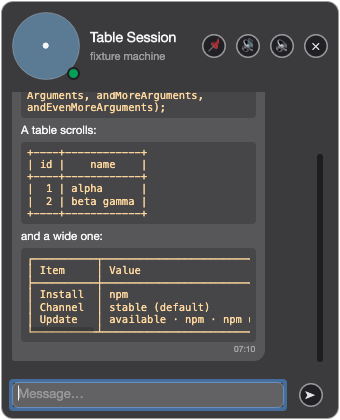 Table Session
fixture machine
Arguments, andMoreArguments,
andEvenMoreArguments);
A table scrolls:
+----+------------+
| id |    name    |
+----+------------+
|  1 | alpha      |
|  2 | beta gamma |
+----+------------+
and a wide one:
Item │ Value
Install │ npm
Channel │ stable (default)
Update │ available · npm · npm
07:10
Message…